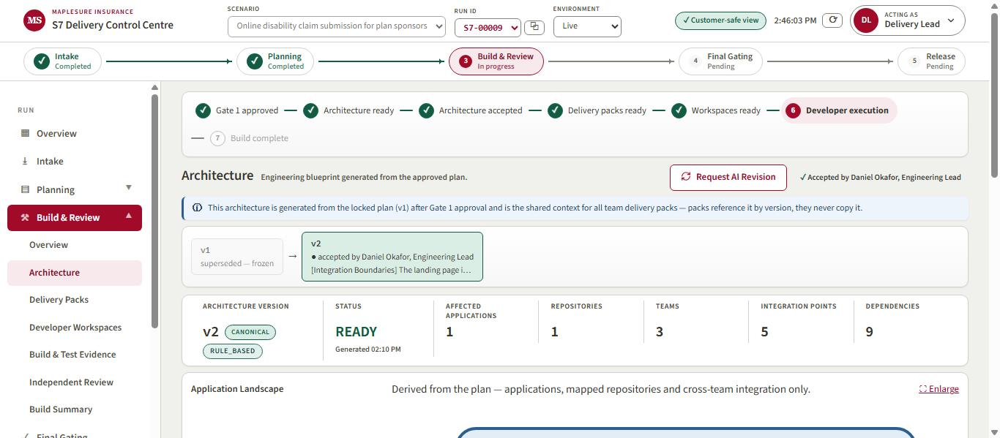 MS
MAPLESURE INSURANCE
S7 Delivery Control Centre
SCENARIO
Online disability claim submission for plan sponsors
RUN ID
S7-00009
ENVIRONMENT
Live
✓ Customer-safe view
2:46:03 PM
DL
ACTING AS
Delivery Lead
Intake
Completed
Planning
Completed
3
Build & Review
In progress
4
Final Gating
Pending
5
Release
Pending
RUN
Overview
Intake
Planning
Build & Review
Overview
Architecture
Delivery Packs
Developer Workspaces
Build & Test Evidence
Independent Review
Build Summary
Final Gating
Gate 1 approved
Architecture ready
Architecture accepted
Delivery packs ready
Workspaces ready
6 Developer execution
7 Build complete
Architecture Engineering blueprint generated from the approved plan.
Request AI Revision
✓ Accepted by Daniel Okafor, Engineering Lead
This architecture is generated from the locked plan (v1) after Gate 1 approval and is the shared context for all team delivery packs — packs reference it by version, they never copy it.
v1
superseded — frozen
→
v2
● accepted by Daniel Okafor, Engineering Lead
[Integration Boundaries] The landing page i…
ARCHITECTURE VERSION
v2 CANONICAL
RULE_BASED
STATUS
READY
Generated 02:10 PM
AFFECTED
APPLICATIONS
1
REPOSITORIES
1
TEAMS
3
INTEGRATION POINTS
5
DEPENDENCIES
9
Application Landscape
Derived from the plan — applications, mapped repositories and cross-team integration only.
Enlarge